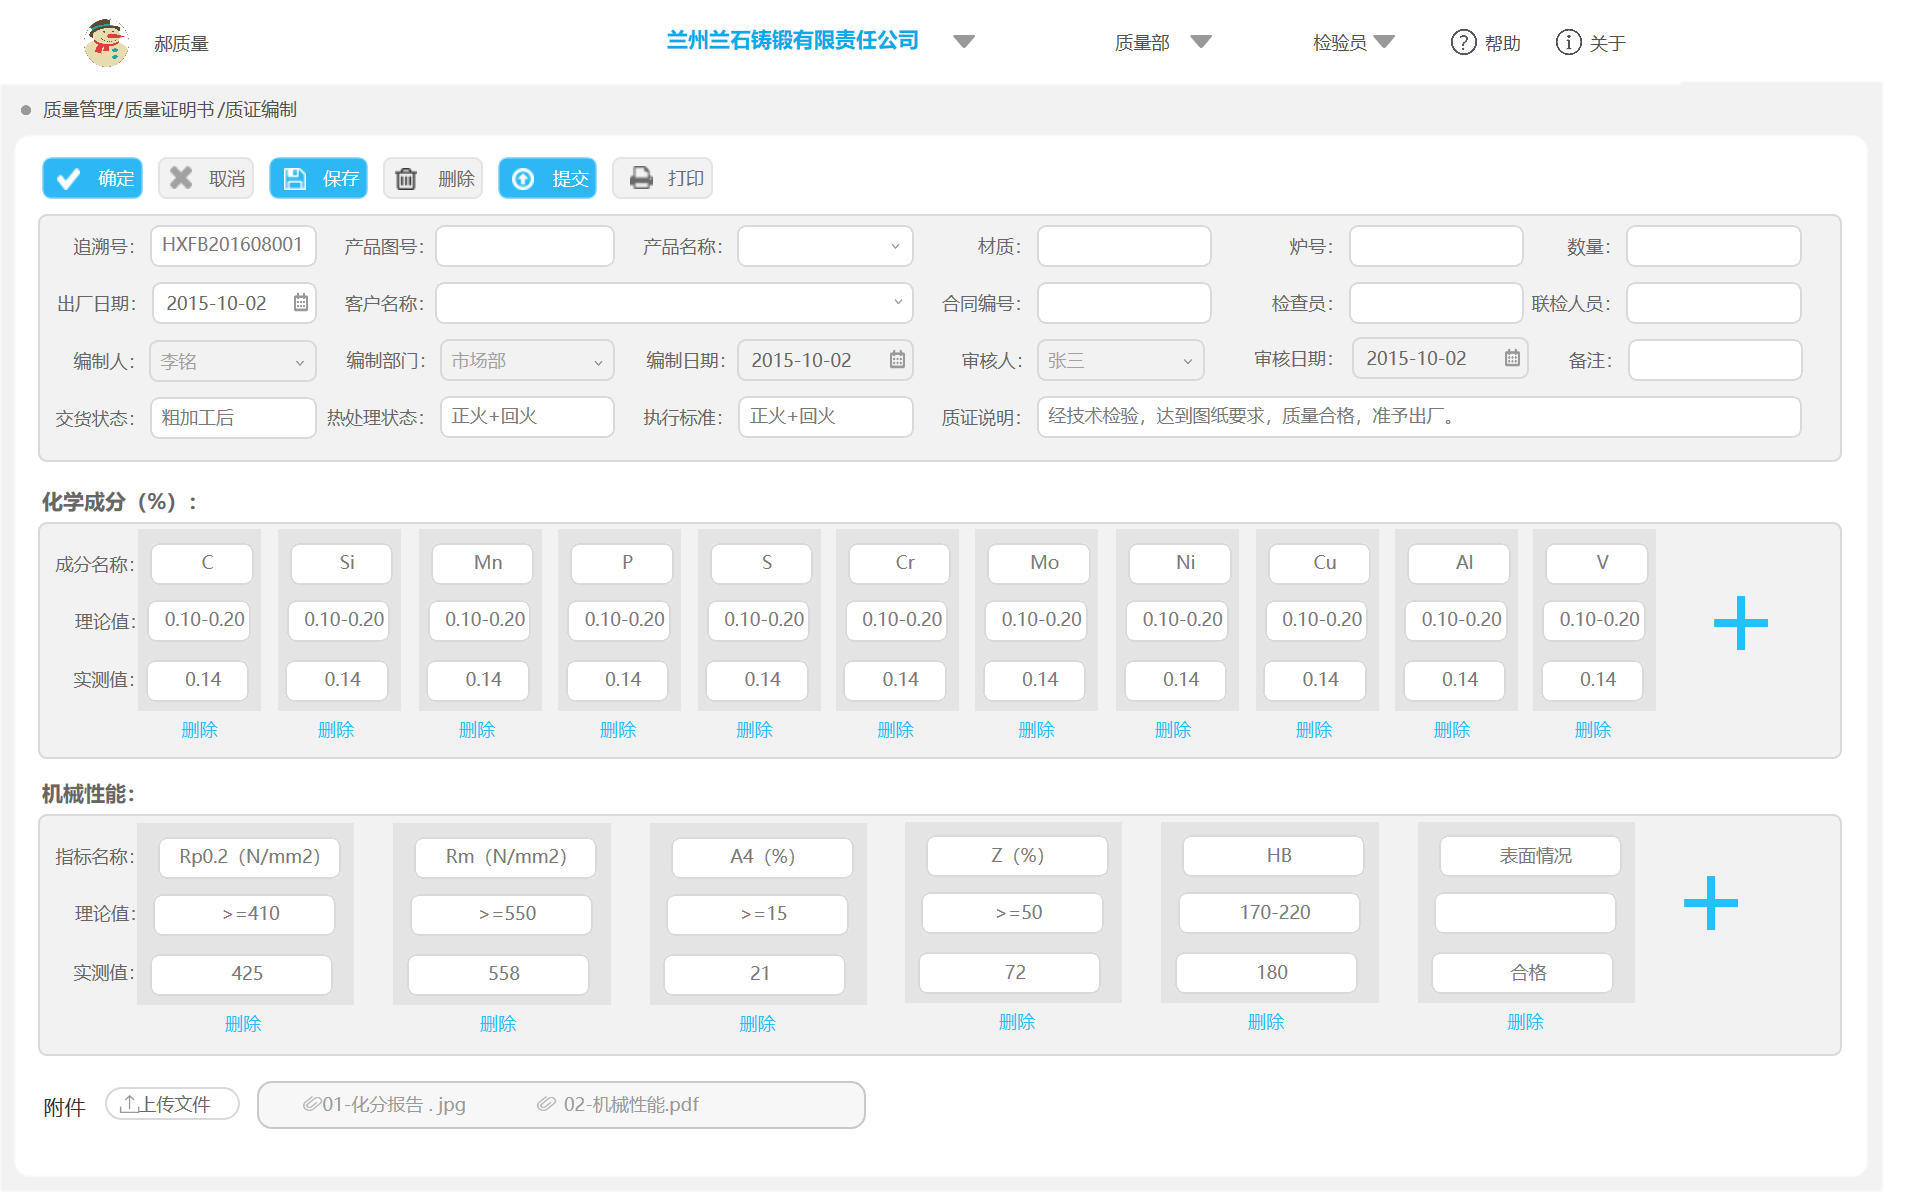 郝质量 兰州兰石铸锻有限责任公司 质量部 检验员 ? 帮助 i 关于
质量管理/质量证明书/质证编制
确定 取消 保存 删除 提交 打印
追溯号： HXFB201608001 产品图号： 产品名称： 材质： 炉号： 数量：
出厂日期： 2015-10-02 客户名称： 合同编号： 检查员： 联检人员：
编制人： 李铭 编制部门： 市场部 编制日期： 2015-10-02 审核人： 张三 审核日期： 2015-10-02 备注：
交货状态： 粗加工后 热处理状态： 正火+回火 执行标准： 正火+回火 质证说明： 经技术检验，达到图纸要求，质量合格，准予出厂。
化学成分（%）：
成分名称： C Si Mn P S Cr Mo Ni Cu Al V
理论值： 0.10-0.20 0.10-0.20 0.10-0.20 0.10-0.20 0.10-0.20 0.10-0.20 0.10-0.20 0.10-0.20 0.10-0.20 0.10-0.20 0.10-0.20
实测值： 0.14 0.14 0.14 0.14 0.14 0.14 0.14 0.14 0.14 0.14 0.14
删除 删除 删除 删除 删除 删除 删除 删除 删除 删除 删除
机械性能：
指标名称： Rp0.2（N/mm2） Rm（N/mm2） A4（%） Z（%） HB 表面情况
理论值： >=410 >=550 >=15 >=50 170-220
实测值： 425 558 21 72 180 合格
删除 删除 删除 删除 删除 删除
附件 上传文件 01-化分报告 . jpg 02-机械性能.pdf